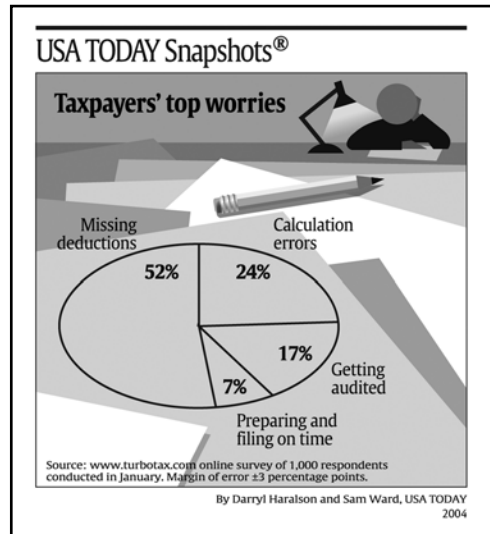 USA TODAY Snapshots®
Taxpayers' top worries
Missing
deductions
52%
Calculation
errors
24%
17%
Getting
audited
7%
Preparing and
filing on time
Source: www.turbotax.com online survey of 1,000 respondents
conducted in January. Margin of error ±3 percentage points.
By Darryl Haralson and Sam Ward, USA TODAY
2004